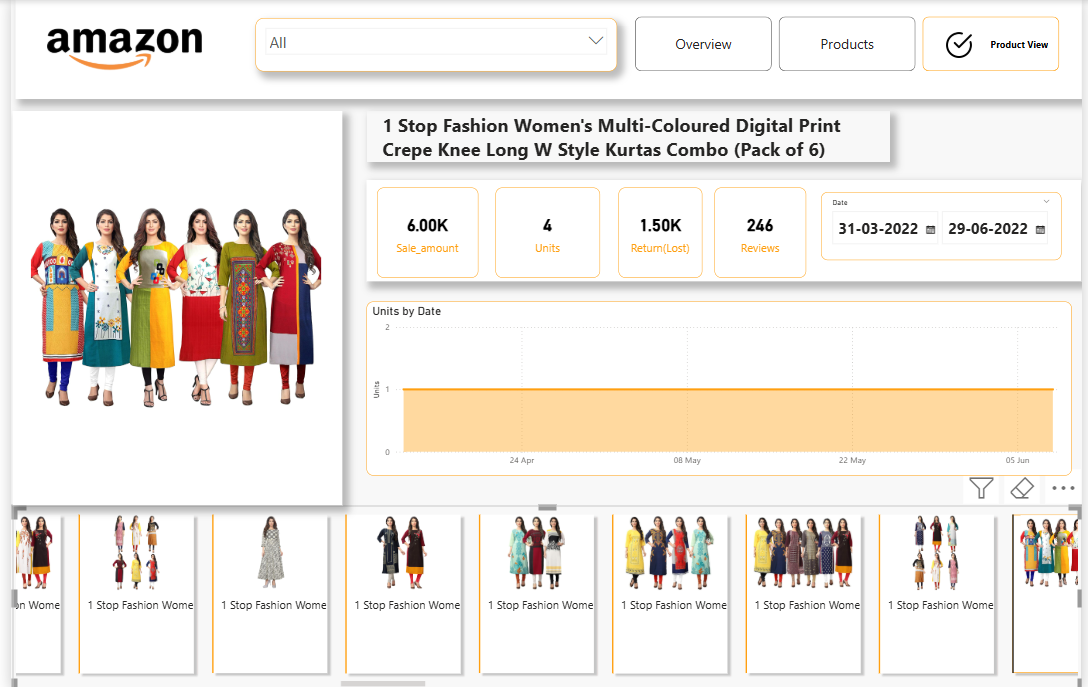 amazon
All
Overview
Products
Product View
1 Stop Fashion Women's Multi-Coloured Digital Print
Crepe Knee Long W Style Kurtas Combo (Pack of 6)
6.00K
Sale_amount
4
Units
1.50K
Return(Lost)
246
Reviews
Date
31-03-2022
29-06-2022
Units by Date
Units
2
1
0
24 Apr
08 May
22 May
05 Jun
on Wome
1 Stop Fashion Wome
1 Stop Fashion Wome
1 Stop Fashion Wome
1 Stop Fashion Wome
1 Stop Fashion Wome
1 Stop Fashion Wome
1 Stop Fashion Wome